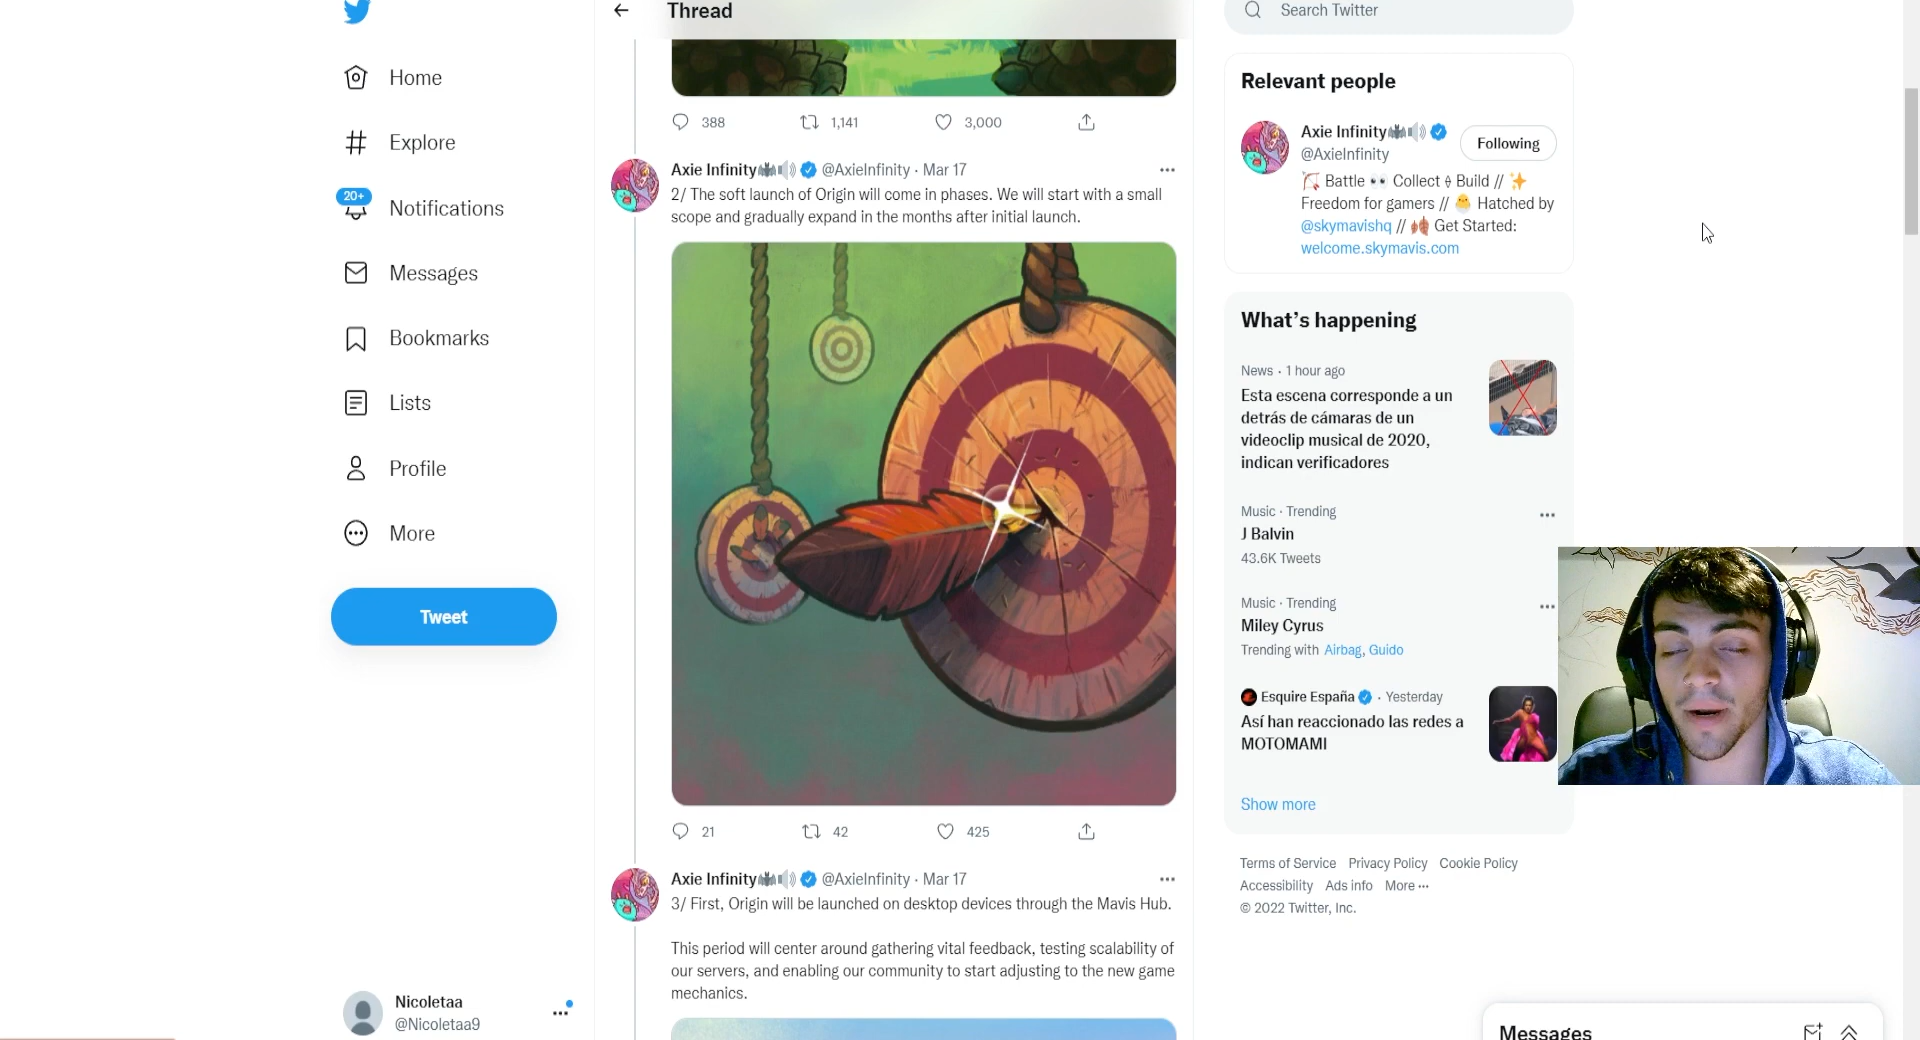 Thread
Search Twitter
Home
Explore
20+
Notifications
Messages
Bookmarks
Lists
Profile
More
Tweet
Nicoletaa
@Nicoletaa9
388
1,141
3,000
Axie Infinity @AxieInfinity · Mar 17
2/ The soft launch of Origin will come in phases. We will start with a small
scope and gradually expand in the months after initial launch.
21
42
425
Axie Infinity @AxieInfinity · Mar 17
3/ First, Origin will be launched on desktop devices through the Mavis Hub.
This period will center around gathering vital feedback, testing scalability of
our servers, and enabling our community to start adjusting to the new game
mechanics.
Relevant people
Axie Infinity
@AxieInfinity
Following
Battle 👀 Collect Build // ✨
Freedom for gamers // 🐣 Hatched by
@skymavishq // Get Started:
welcome.skymavis.com
What's happening
News · 1 hour ago
Esta escena corresponde a un
detrás de cámaras de un
videoclip musical de 2020,
indican verificadores
Music · Trending
J Balvin
43.6K Tweets
Music · Trending
Miley Cyrus
Trending with Airbag, Guido
Esquire España · Yesterday
Así han reaccionado las redes a
MOTOMAMI
Show more
Terms of Service Privacy Policy Cookie Policy
Accessibility Ads info More ···
© 2022 Twitter, Inc.
Messages